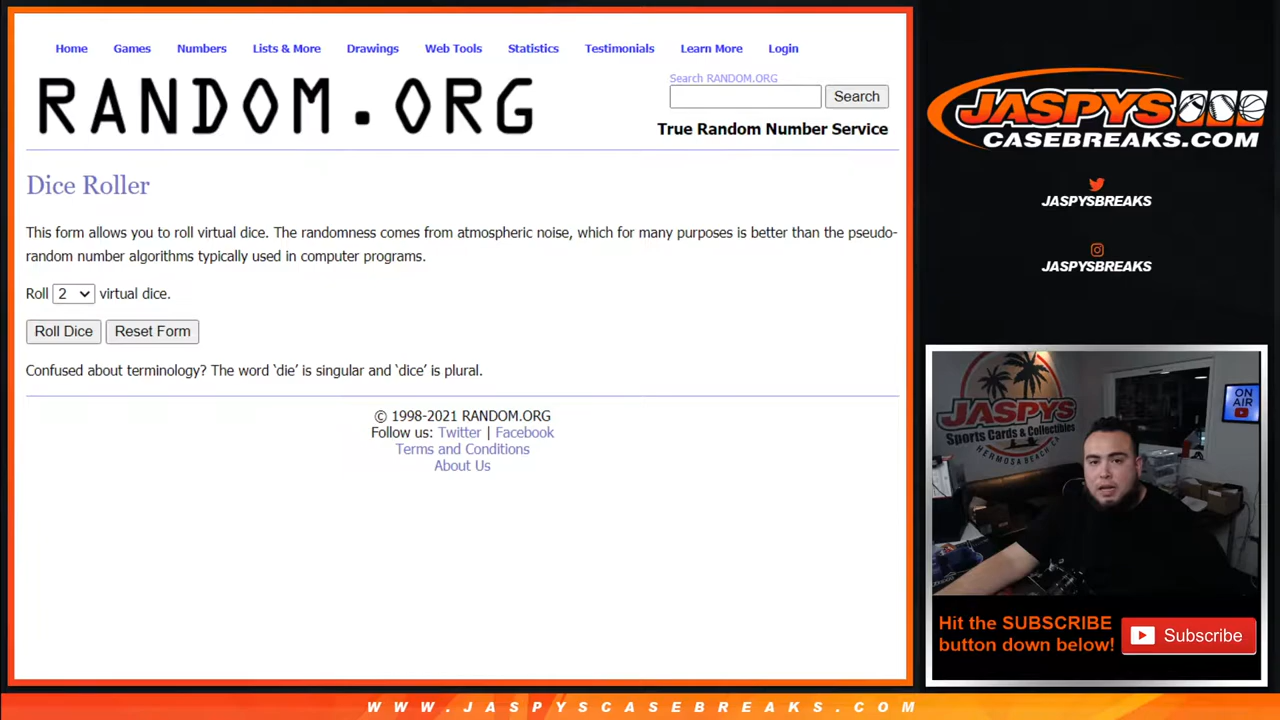 Home Games Numbers Lists & More Drawings Web Tools Statistics Testimonials Learn More Login
RANDOM.ORG
Search RANDOM.ORG
Search
True Random Number Service
Dice Roller
This form allows you to roll virtual dice. The randomness comes from atmospheric noise, which for many purposes is better than the pseudo-
random number algorithms typically used in computer programs.
Roll 2 virtual dice.
Roll Dice Reset Form
Confused about terminology? The word ‘die’ is singular and ‘dice’ is plural.
© 1998-2021 RANDOM.ORG
Follow us: Twitter | Facebook
Terms and Conditions
About Us
JASPYS
CASEBREAKS.COM
JASPYSBREAKS
JASPYSBREAKS
JASPYS
Sports Cards & Collectibles
HERMOSA BEACH CA
ON AIR
Hit the SUBSCRIBE
button down below!
Subscribe
WWW.JASPYSCASEBREAKS.COM